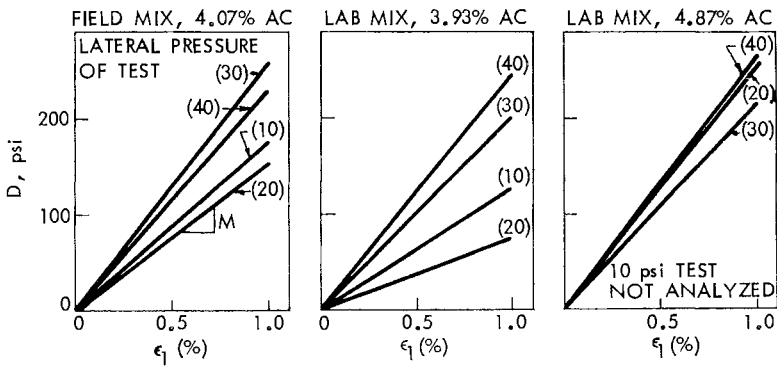 FIELD MIX, 4.07% AC
LATERAL PRESSURE
OF TEST
(30)
(40)
(10)
(20)
M
D, psi
200
100
0
0
0.5
1.0
ϵ1 (%)
LAB MIX, 3.93% AC
(40)
(30)
(10)
(20)
0
0.5
1.0
ϵ1 (%)
LAB MIX, 4.87% AC
(40)
(20)
(30)
10 psi TEST
NOT ANALYZED
0.5
1.0
ϵ1 (%)